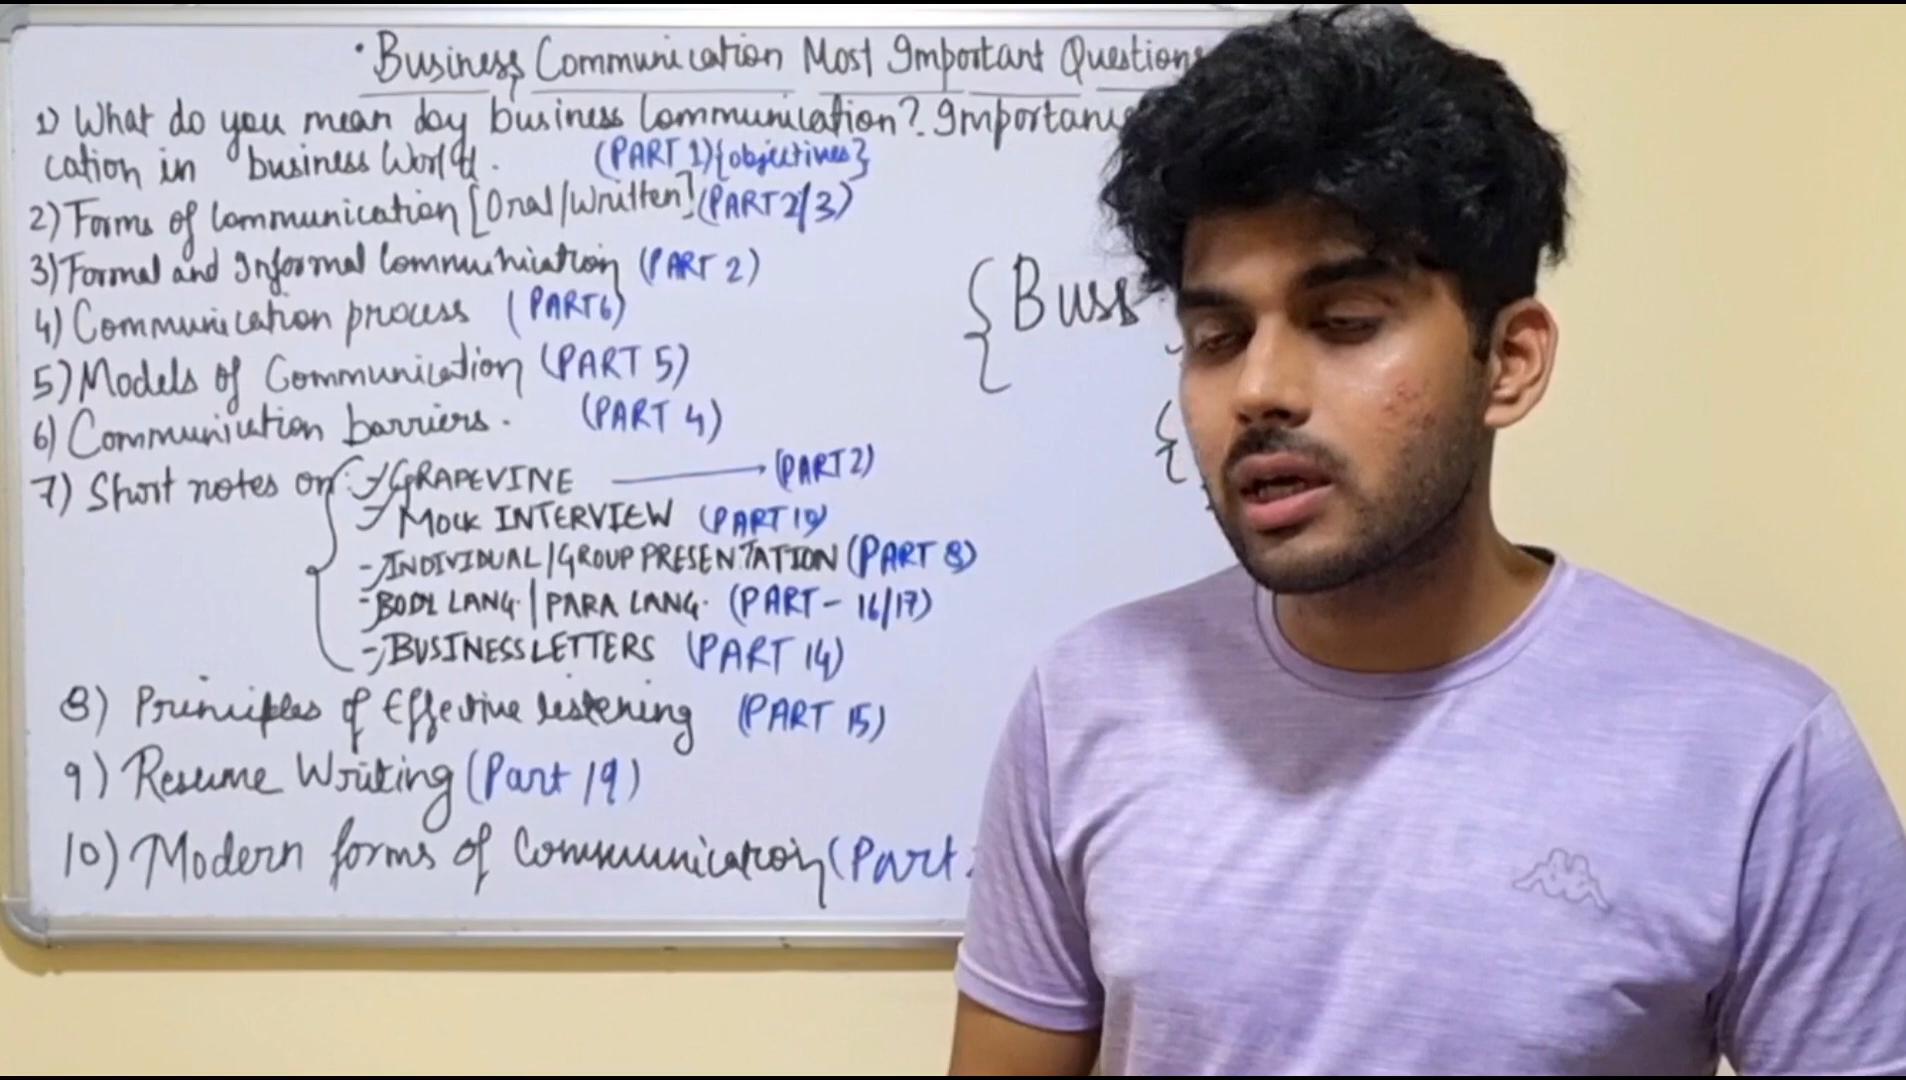 • Business Communication Most Important Questions
1) What do you mean day business Communication? Importance
cation in business World. (PART 1){objectives}
2) Forms of Communication [Oral/Written] (PART 2/3)
3) Formal and Informal Communication (PART 2)
4) Communication process (PART 6)
5) Models of Communication (PART 5)
6) Communication barriers. (PART 4)
7) Short notes on :- GRAPEVINE → (PART 2)
- MOCK INTERVIEW (PART 10)
- INDIVIDUAL/GROUP PRESENTATION (PART 8)
- BODY LANG. | PARA LANG. (PART - 16/17)
- BUSINESS LETTERS (PART 14)
8) Principles of Effective listening (PART 15)
9) Resume Writing (Part 19)
10) Modern forms of Communication (Part
{ Buss